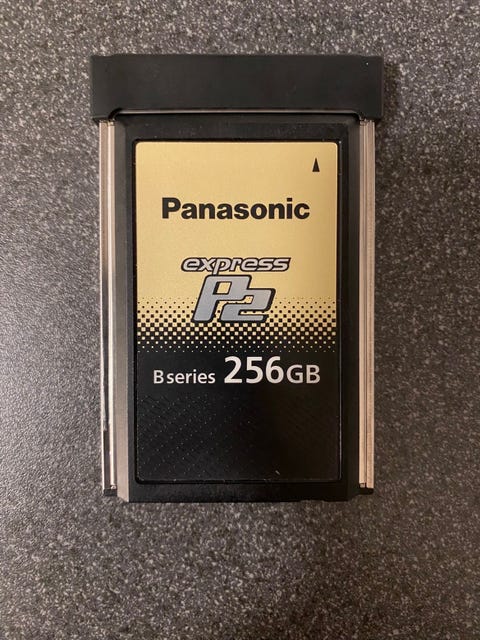 Panasonic
express
P2
B series 256GB